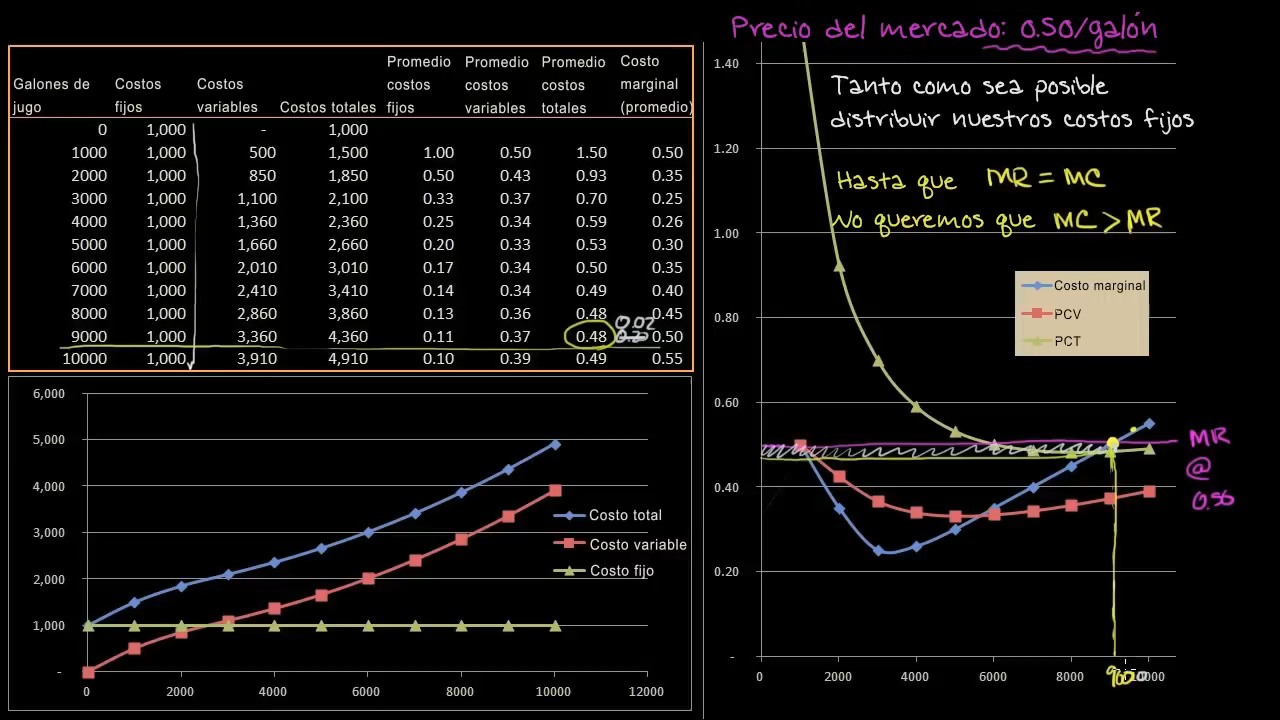 Precio del mercado: 0.50/galón
Galones de jugo	Costos fijos	Costos variables	Costos totales	Promedio costos fijos	Promedio costos variables	Promedio costos totales	Costo marginal (promedio)
0	1,000	-	1,000
1000	1,000	500	1,500	1.00	0.50	1.50	0.50
2000	1,000	850	1,850	0.50	0.43	0.93	0.35
3000	1,000	1,100	2,100	0.33	0.37	0.70	0.25
4000	1,000	1,360	2,360	0.25	0.34	0.59	0.26
5000	1,000	1,660	2,660	0.20	0.33	0.53	0.30
6000	1,000	2,010	3,010	0.17	0.34	0.50	0.35
7000	1,000	2,410	3,410	0.14	0.34	0.49	0.40
8000	1,000	2,860	3,860	0.13	0.36	0.48	0.45
0.02
9000	1,000	3,360	4,360	0.11	0.37	0.48	0.50
10000	1,000	3,910	4,910	0.10	0.39	0.49	0.55
6,000
5,000
4,000
3,000
2,000
1,000
-
0 2000 4000 6000 8000 10000 12000
Costo total
Costo variable
Costo fijo
Tanto como sea posible
distribuir nuestros costos fijos
Hasta que MR = MC
No queremos que MC > MR
Costo marginal
PCV
PCT
1.40
1.20
1.00
0.80
0.60
0.40
0.20
-
0 2000 4000 6000 8000 10000
9000
MR
@